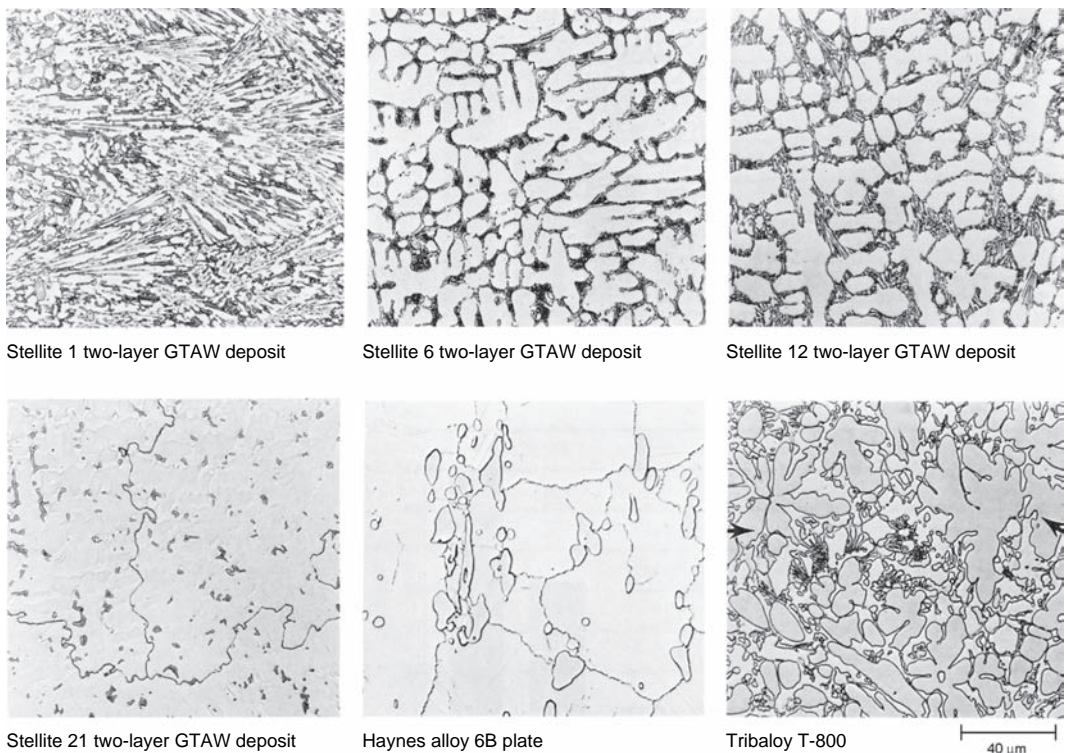 Stellite 1 two-layer GTAW deposit
Stellite 6 two-layer GTAW deposit
Stellite 12 two-layer GTAW deposit
Stellite 21 two-layer GTAW deposit
Haynes alloy 6B plate
Tribaloy T-800
40 μm